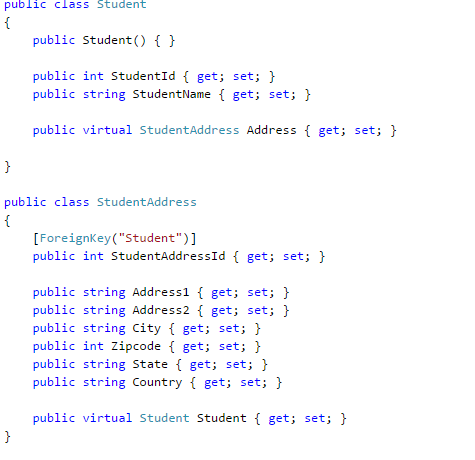 public class Student
{
public Student() { }
public int StudentId { get; set; }
public string StudentName { get; set; }
public virtual StudentAddress Address { get; set; }
}
public class StudentAddress
{
[ForeignKey("Student")]
public int StudentAddressId { get; set; }
public string Address1 { get; set; }
public string Address2 { get; set; }
public string City { get; set; }
public int Zipcode { get; set; }
public string State { get; set; }
public string Country { get; set; }
public virtual Student Student { get; set; }
}